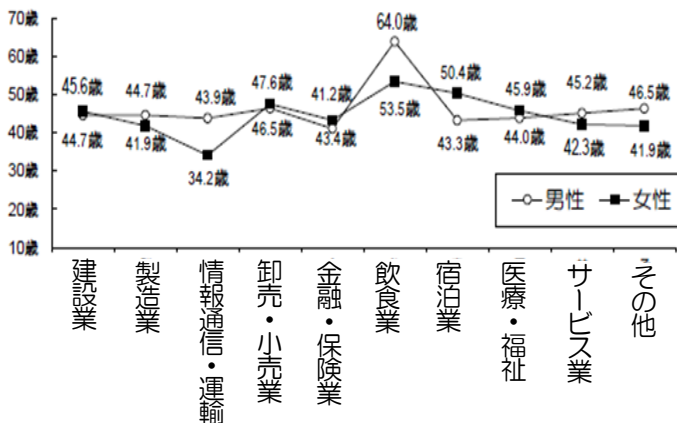 70歳
60歳
50歳
40歳
30歳
20歳
10歳
45.6歳
44.7歳
44.7歳
41.9歳
43.9歳
34.2歳
47.6歳
46.5歳
41.2歳
43.4歳
64.0歳
53.5歳
50.4歳
43.3歳
45.9歳
44.0歳
45.2歳
42.3歳
46.5歳
41.9歳
男性
女性
建設業
製造業
情報通信・運輸
卸売・小売業
金融・保険業
飲食業
宿泊業
医療・福祉
サービス業
その他